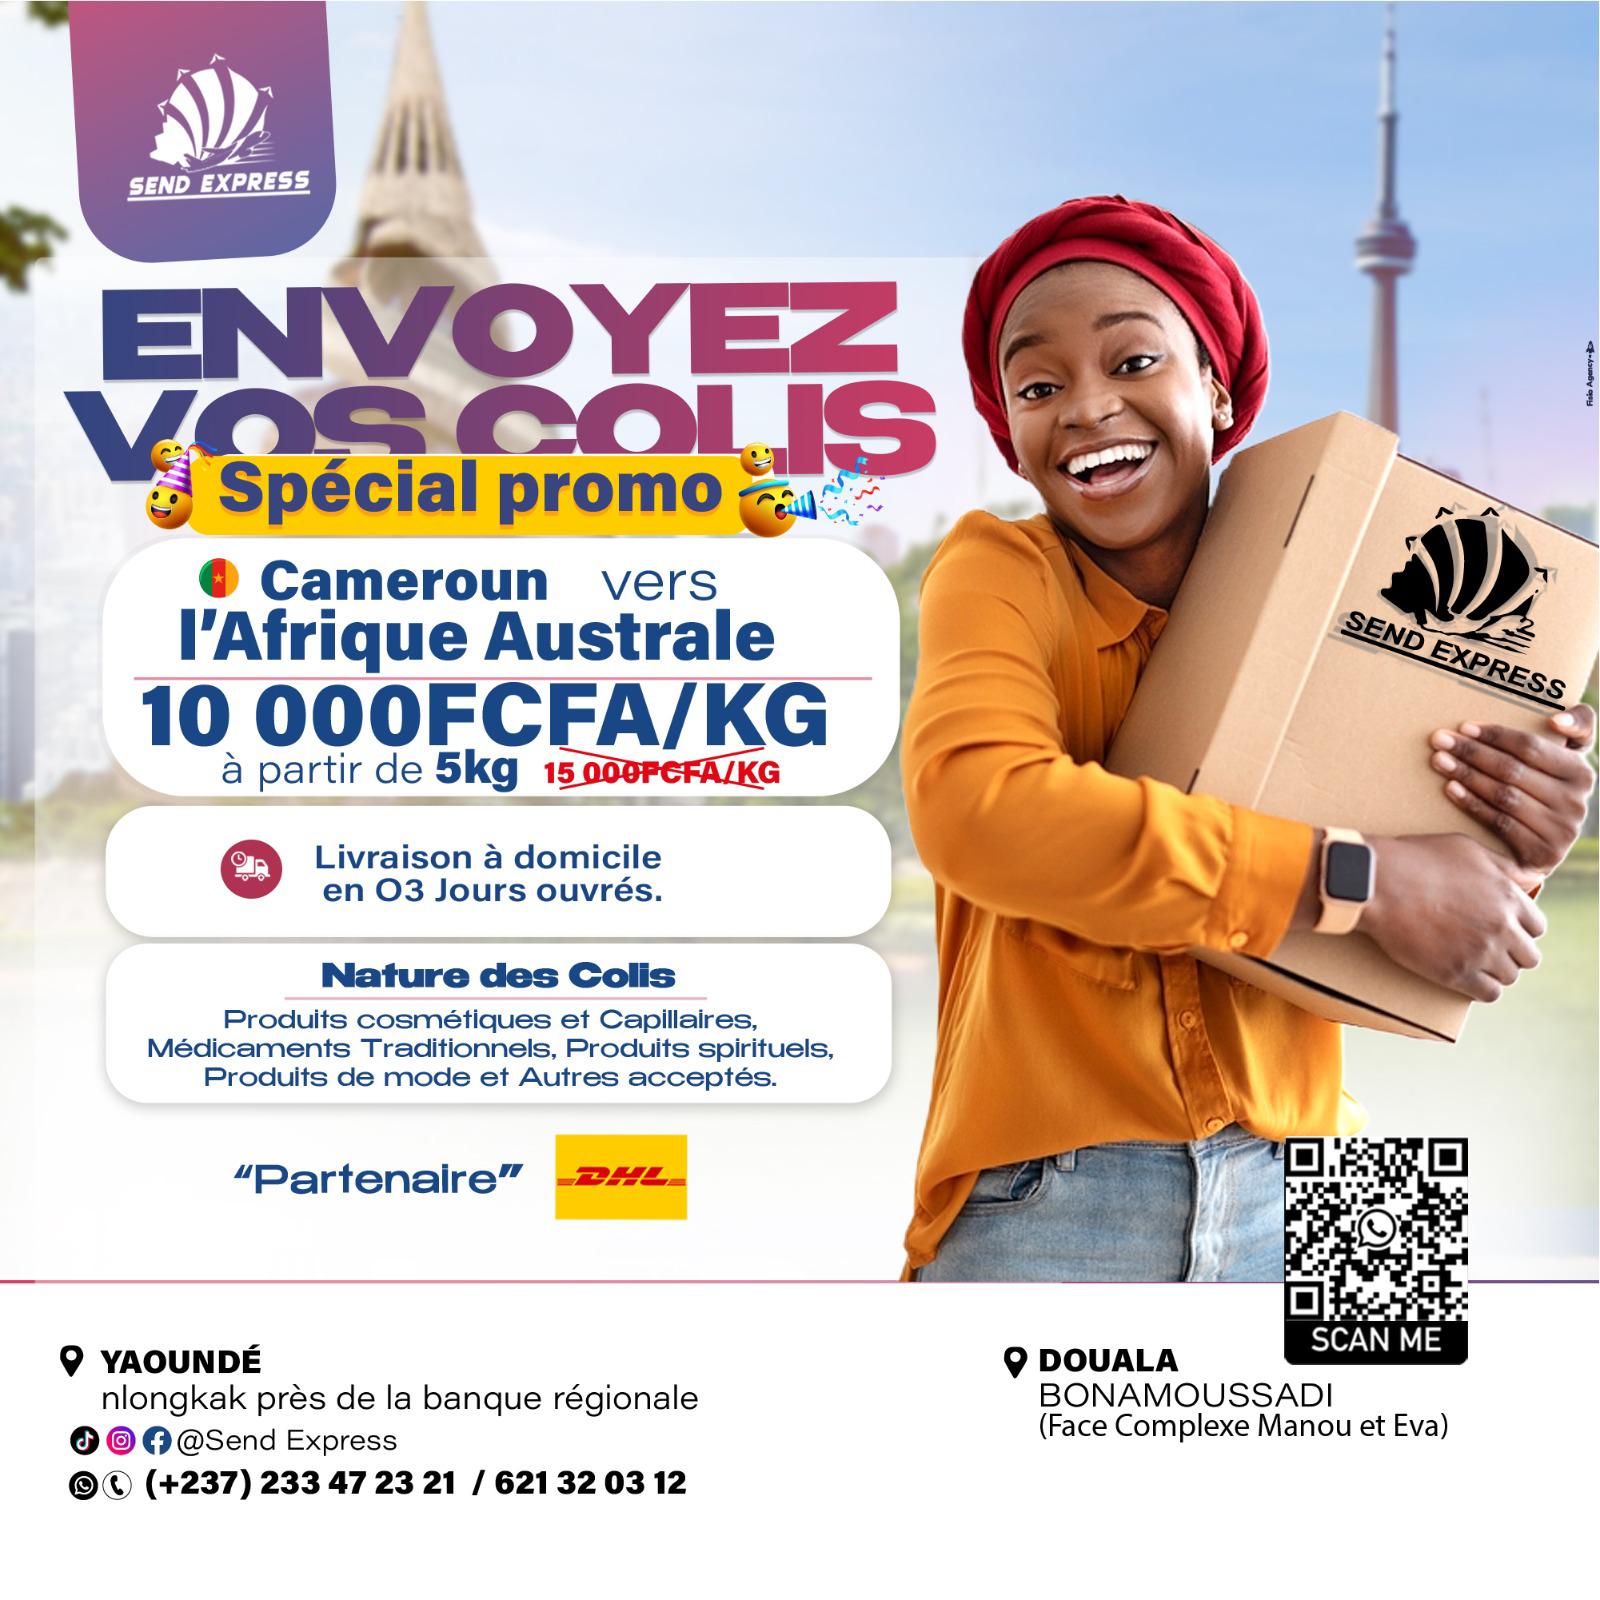 SEND EXPRESS
ENVOYEZ
VOS COLIS
Spécial promo
Cameroun vers
l'Afrique Australe
10 000FCFA/KG
à partir de 5kg 15 000FCFA/KG
Livraison à domicile
en 03 Jours ouvrés.
Nature des Colis
Produits cosmétiques et Capillaires,
Médicaments Traditionnels, Produits spirituels,
Produits de mode et Autres acceptés.
"Partenaire" DHL
SEND EXPRESS
Fisio Agency
SCAN ME
YAOUNDÉ
nlongkak près de la banque régionale
@Send Express
(+237) 233 47 23 21 / 621 32 03 12
DOUALA
BONAMOUSSADI
(Face Complexe Manou et Eva)